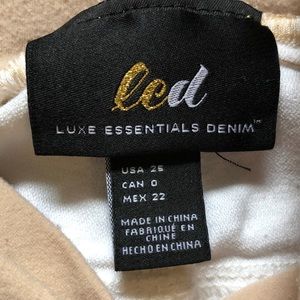 lcd
LUXE ESSENTIALS DENIM™
USA 25
CAN 0
MEX 22
MADE IN CHINA
FABRIQUÉ EN
CHINE
HECHO EN CHINA